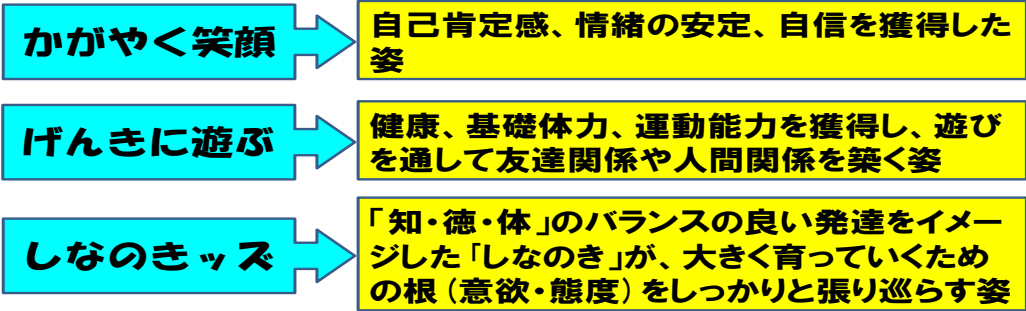 かがやく笑顔
自己肯定感、情緒の安定、自信を獲得した
姿
げんきに遊ぶ
健康、基礎体力、運動能力を獲得し、遊び
を通して友達関係や人間関係を築く姿
しなのキッズ
「知・徳・体」のバランスの良い発達をイメー
ジした「しなのき」が、大きく育っていくため
の根(意欲・態度)をしっかりと張り巡らす姿